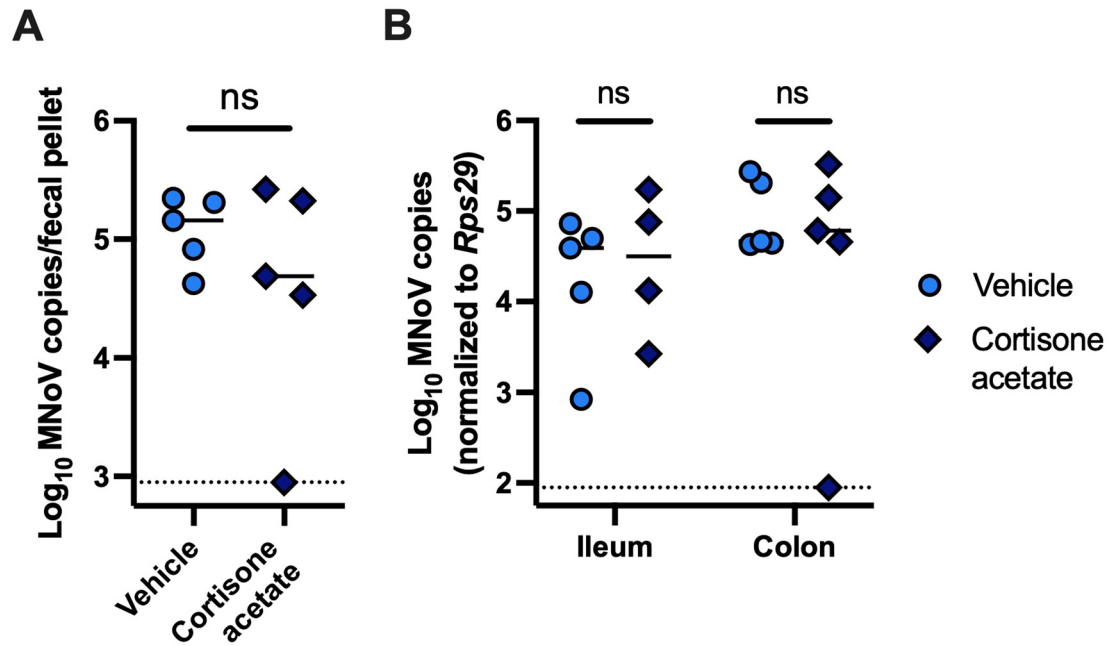 A
ns
Log10 MNoV copies/fecal pellet
6
5
4
3
Vehicle
Cortisone
acetate
B
ns
ns
Log10 MNoV copies
(normalized to Rps29)
6
5
4
3
2
Ileum
Colon
Vehicle
Cortisone
acetate